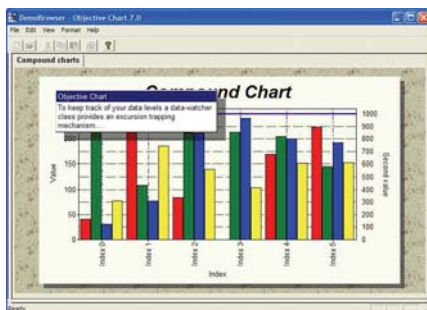 DemoBrowser - Objective Chart 7.0
File Edit View Format Help
Compound charts
Compound Chart
Objective Chart
To keep track of your data levels a data-watcher
class provides an excursion trapping
mechanism....
200
150
100
50
0
Value
1000
900
800
700
600
500
400
300
200
100
0
Second value
Index 0
Index 1
Index 2
Index 3
Index 4
Index 5
Index
Ready